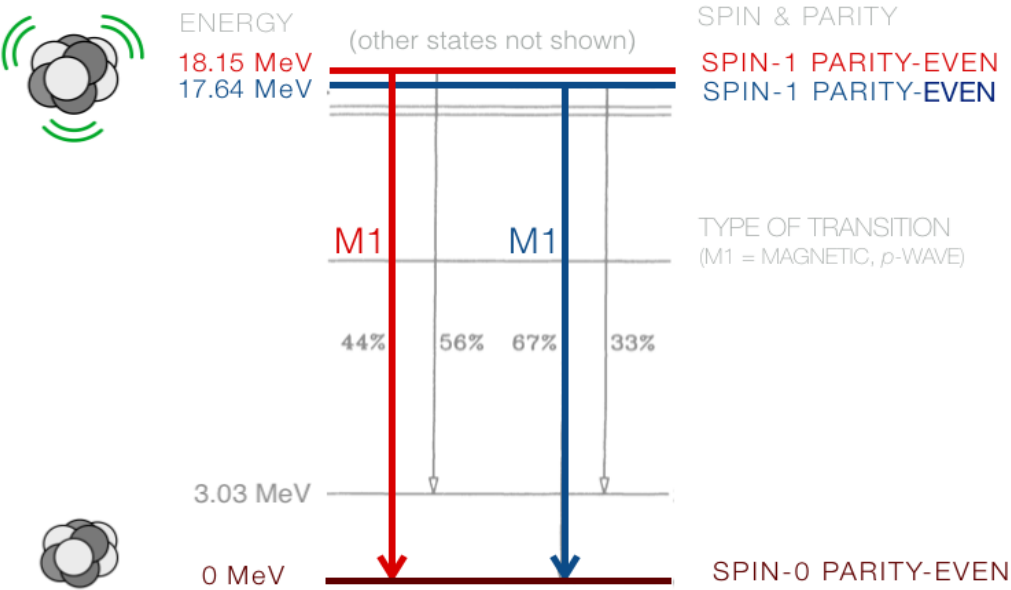 ENERGY
SPIN & PARITY
(other states not shown)
18.15 MeV
SPIN-1 PARITY-EVEN
17.64 MeV
SPIN-1 PARITY-EVEN
M1
M1
TYPE OF TRANSITION
(M1 = MAGNETIC, p-WAVE)
44%
56%
67%
33%
3.03 MeV
0 MeV
SPIN-0 PARITY-EVEN